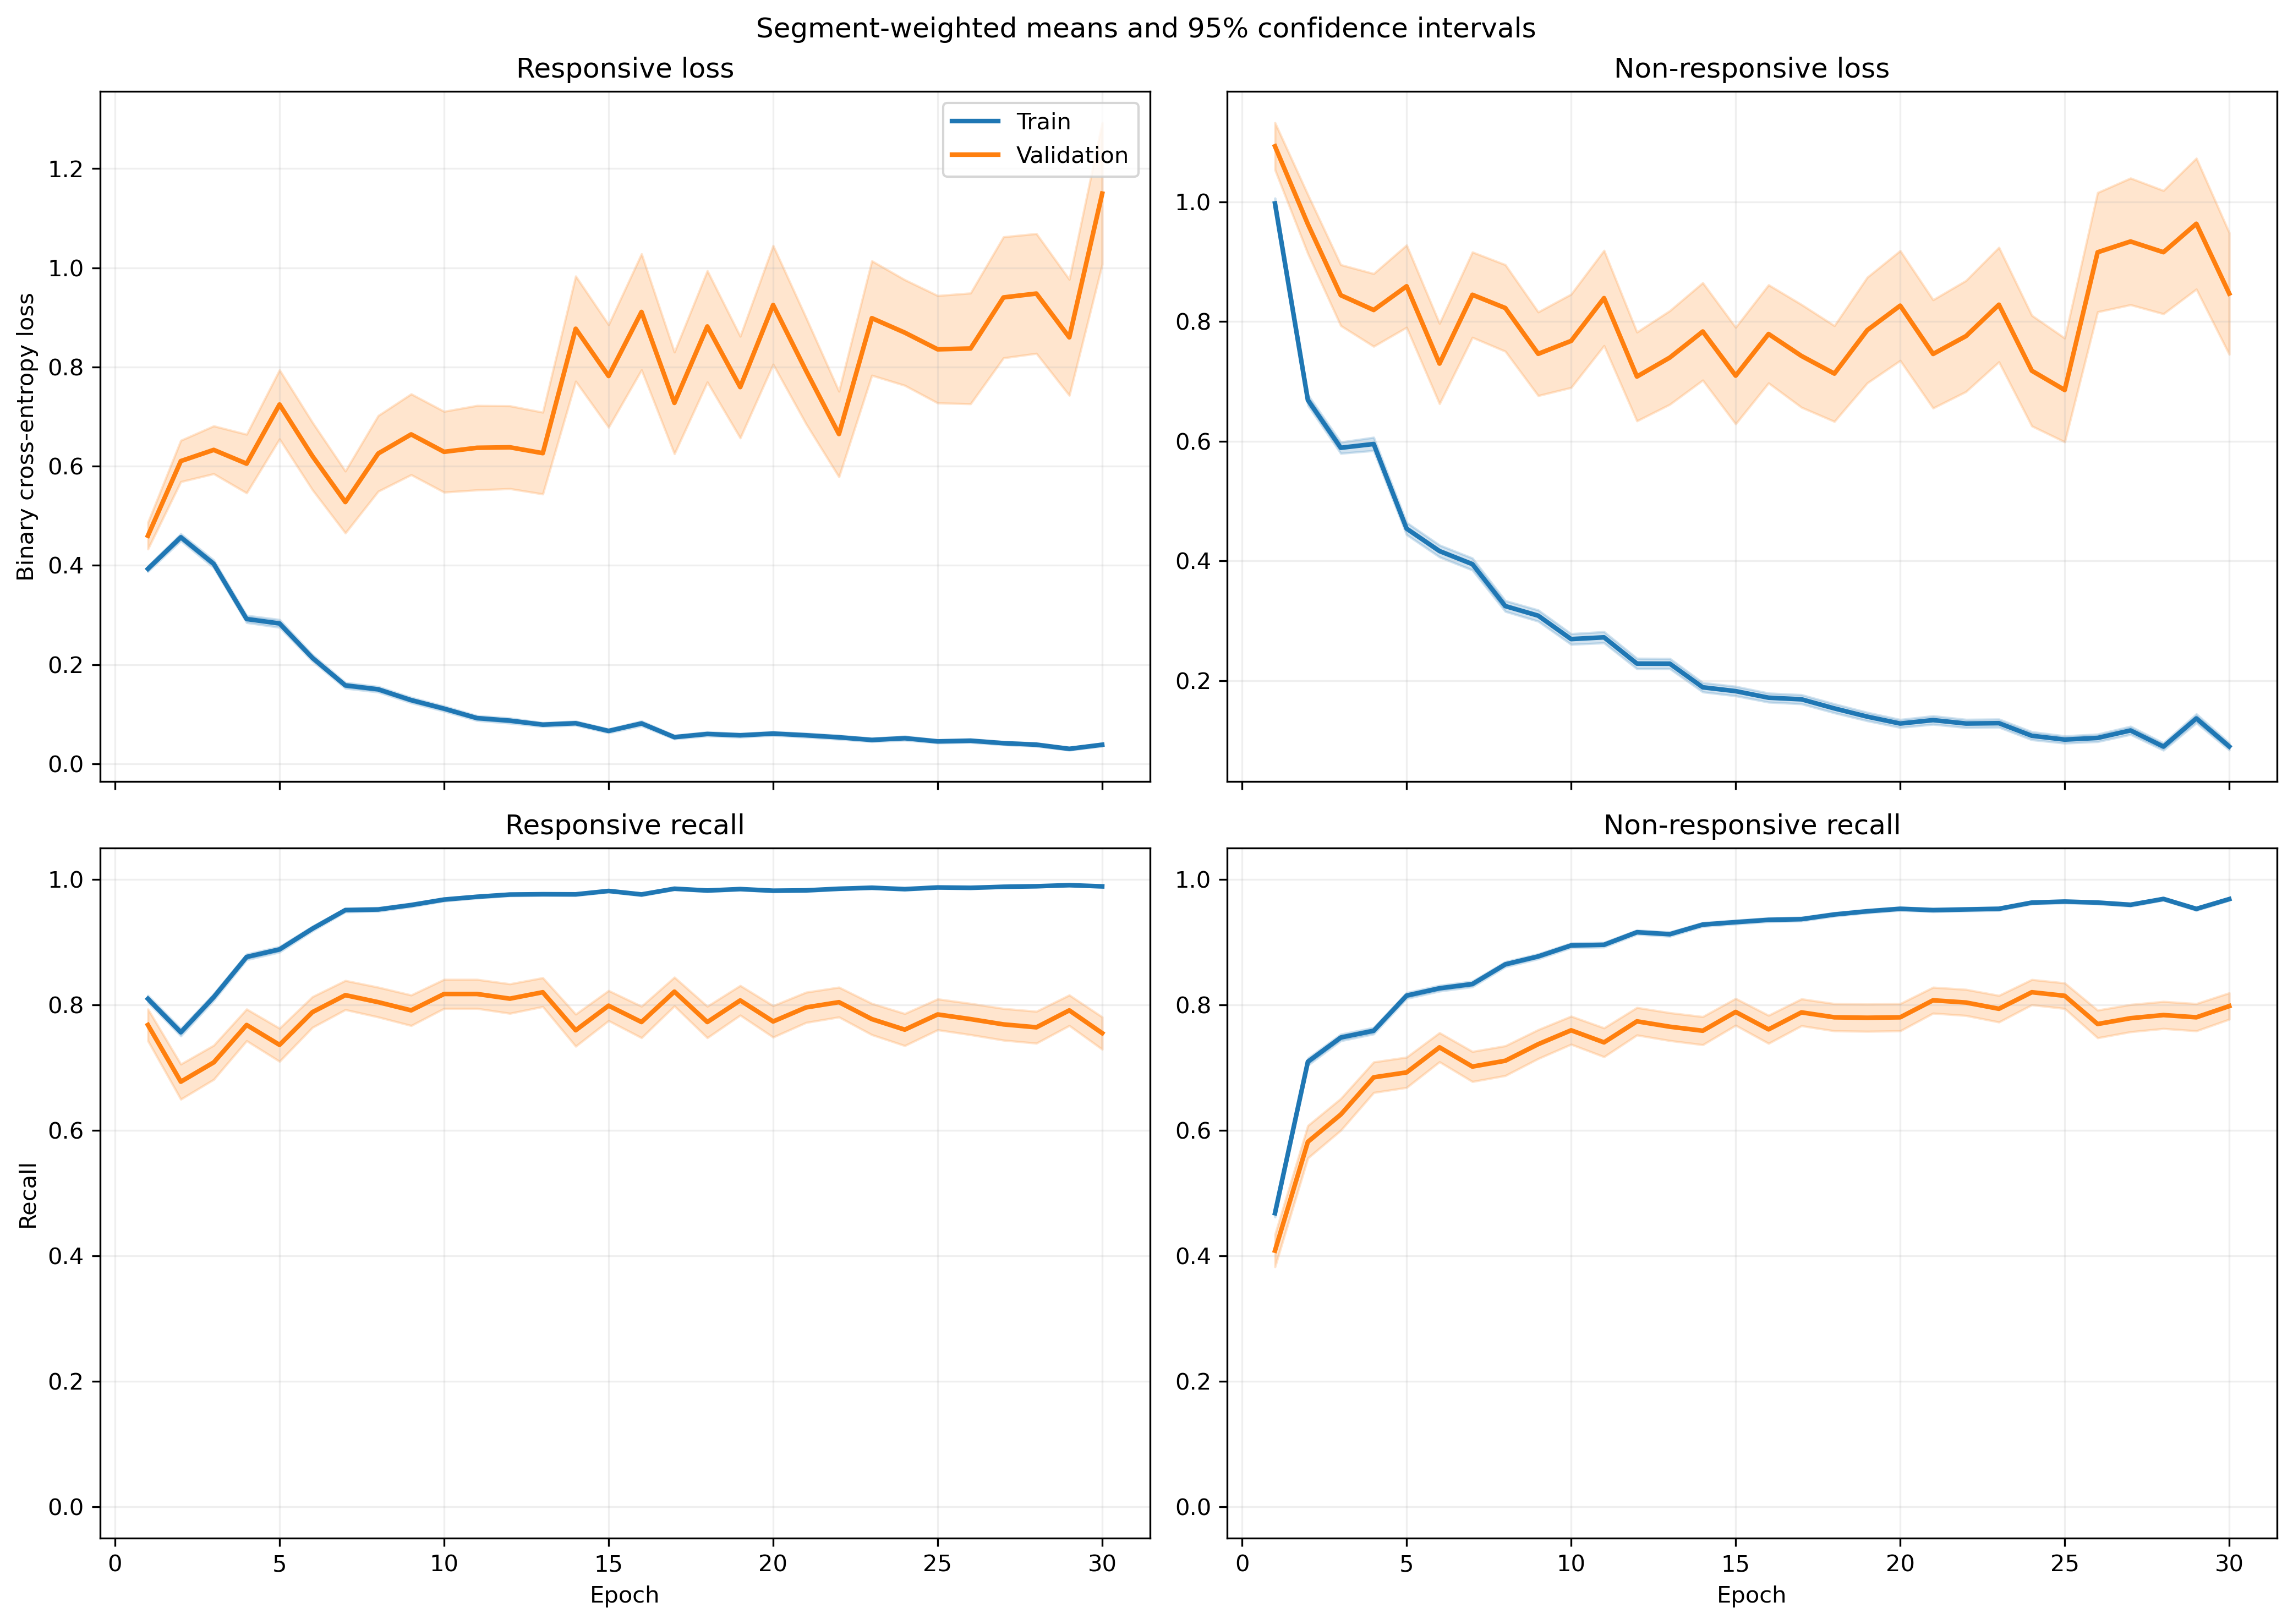 Segment-weighted means and 95% confidence intervals
Responsive loss
Non-responsive loss
Train
Validation
Binary cross-entropy loss
1.2
1.0
0.8
0.6
0.4
0.2
0.0
1.0
0.8
0.6
0.4
0.2
Responsive recall
Non-responsive recall
Recall
1.0
0.8
0.6
0.4
0.2
0.0
0 5 10 15 20 25 30
Epoch
1.0
0.8
0.6
0.4
0.2
0.0
0 5 10 15 20 25 30
Epoch